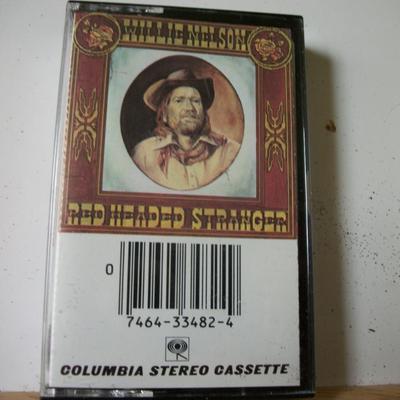 WILLIE NELSON
RED HEADED STRANGER
0
7464-33482-4
COLUMBIA STEREO CASSETTE